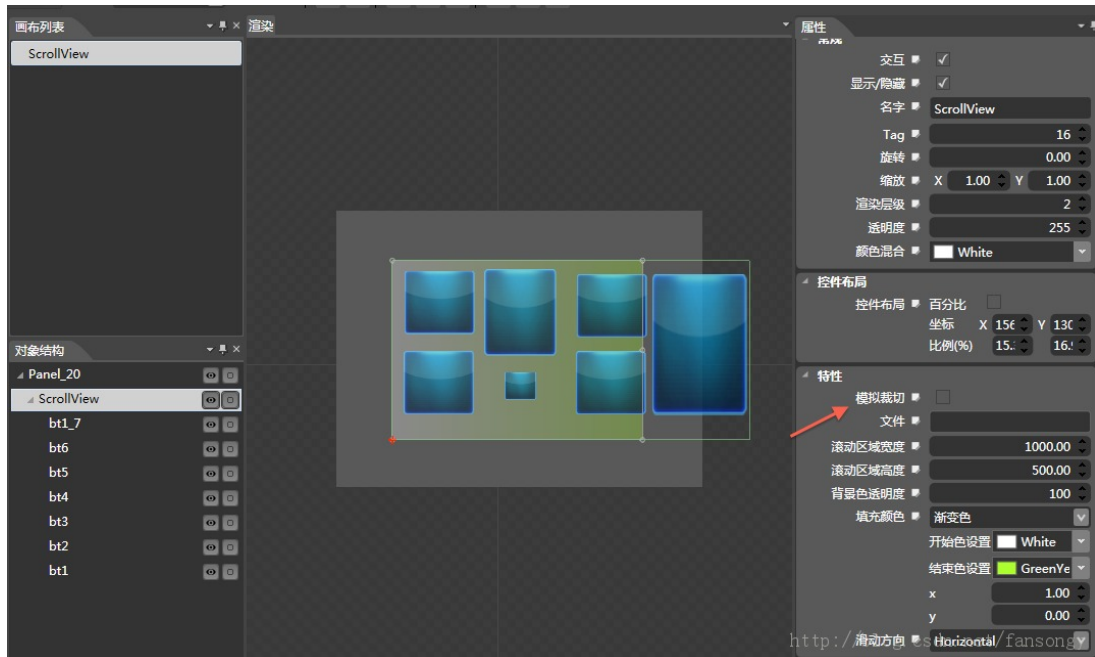 画布列表
ScrollView
对象结构
Panel_20
ScrollView
bt1_7
bt6
bt5
bt4
bt3
bt2
bt1
渲染
属性
交互
显示/隐藏
名字 ScrollView
Tag 16
旋转 0.00
缩放 X 1.00 Y 1.00
渲染层级 2
透明度 255
颜色混合 White
控件布局
控件布局 百分比
坐标 X Y
比例(%)
特性
模拟裁切
文件
滚动区域宽度 1000.00
滚动区域高度 500.00
背景色透明度 100
填充颜色 渐变色
开始色设置 White
结束色设置 GreenYe
x 1.00
y 0.00
滑动方向 Horizontal